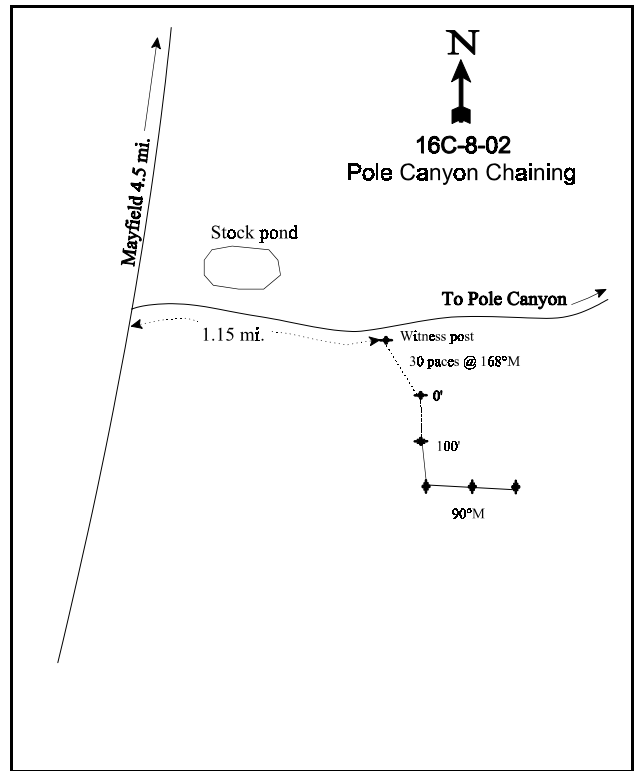 N
16C-8-02
Pole Canyon Chaining
Mayfield 4.5 mi.
Stock pond
To Pole Canyon
1.15 mi.
Witness post
30 paces @ 168°M
0'
100'
90°M